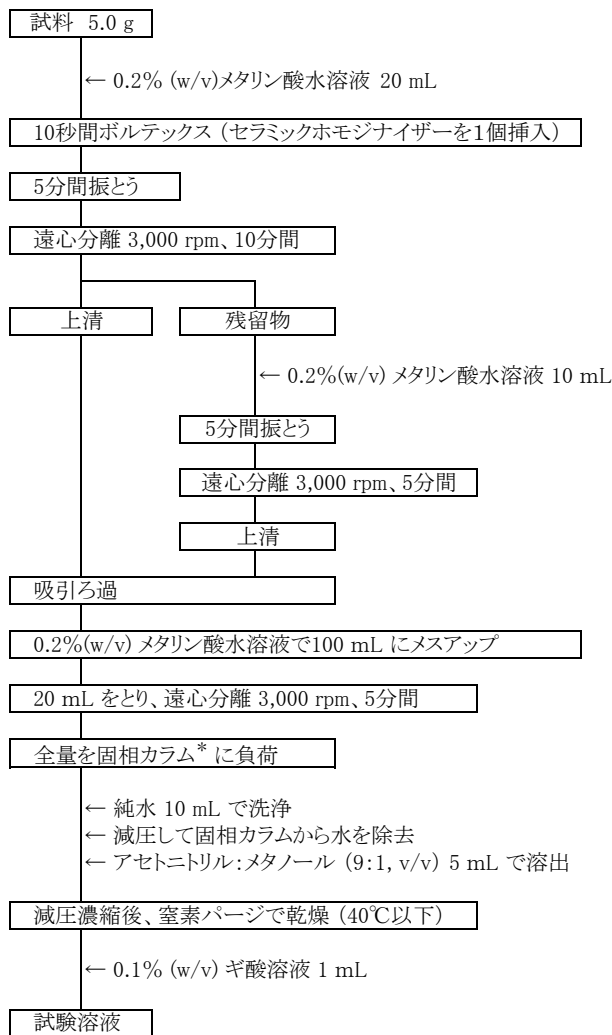 試料 5.0 g
← 0.2% (w/v)メタリン酸水溶液 20 mL
10秒間ボルテックス (セラミックホモジナイザーを1個挿入)
5分間振とう
遠心分離 3,000 rpm、10分間
上清 残留物
← 0.2%(w/v) メタリン酸水溶液 10 mL
5分間振とう
遠心分離 3,000 rpm、5分間
上清
吸引ろ過
0.2%(w/v) メタリン酸水溶液で100 mL にメスアップ
20 mL をとり、遠心分離 3,000 rpm、5分間
全量を固相カラム* に負荷
← 純水 10 mL で洗浄
← 減圧して固相カラムから水を除去
← アセトニトリル:メタノール (9:1, v/v) 5 mL で溶出
減圧濃縮後、窒素パージで乾燥 (40℃以下)
← 0.1% (w/v) ギ酸溶液 1 mL
試験溶液